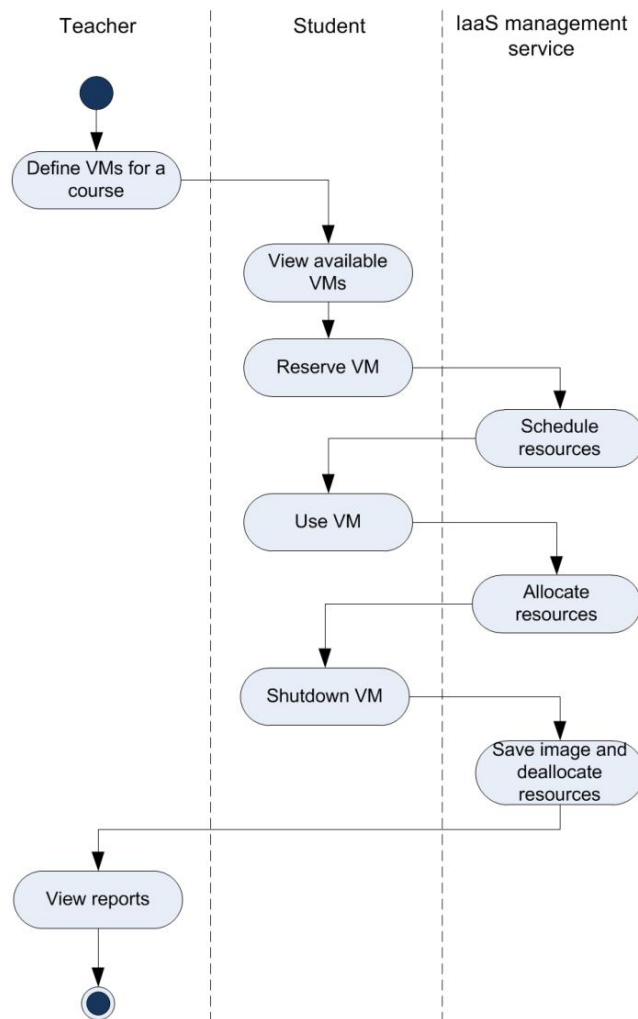 Teacher
Student
IaaS management
service
Define VMs for a
course
View available
VMs
Reserve VM
Schedule
resources
Use VM
Allocate
resources
Shutdown VM
Save image and
deallocate
resources
View reports